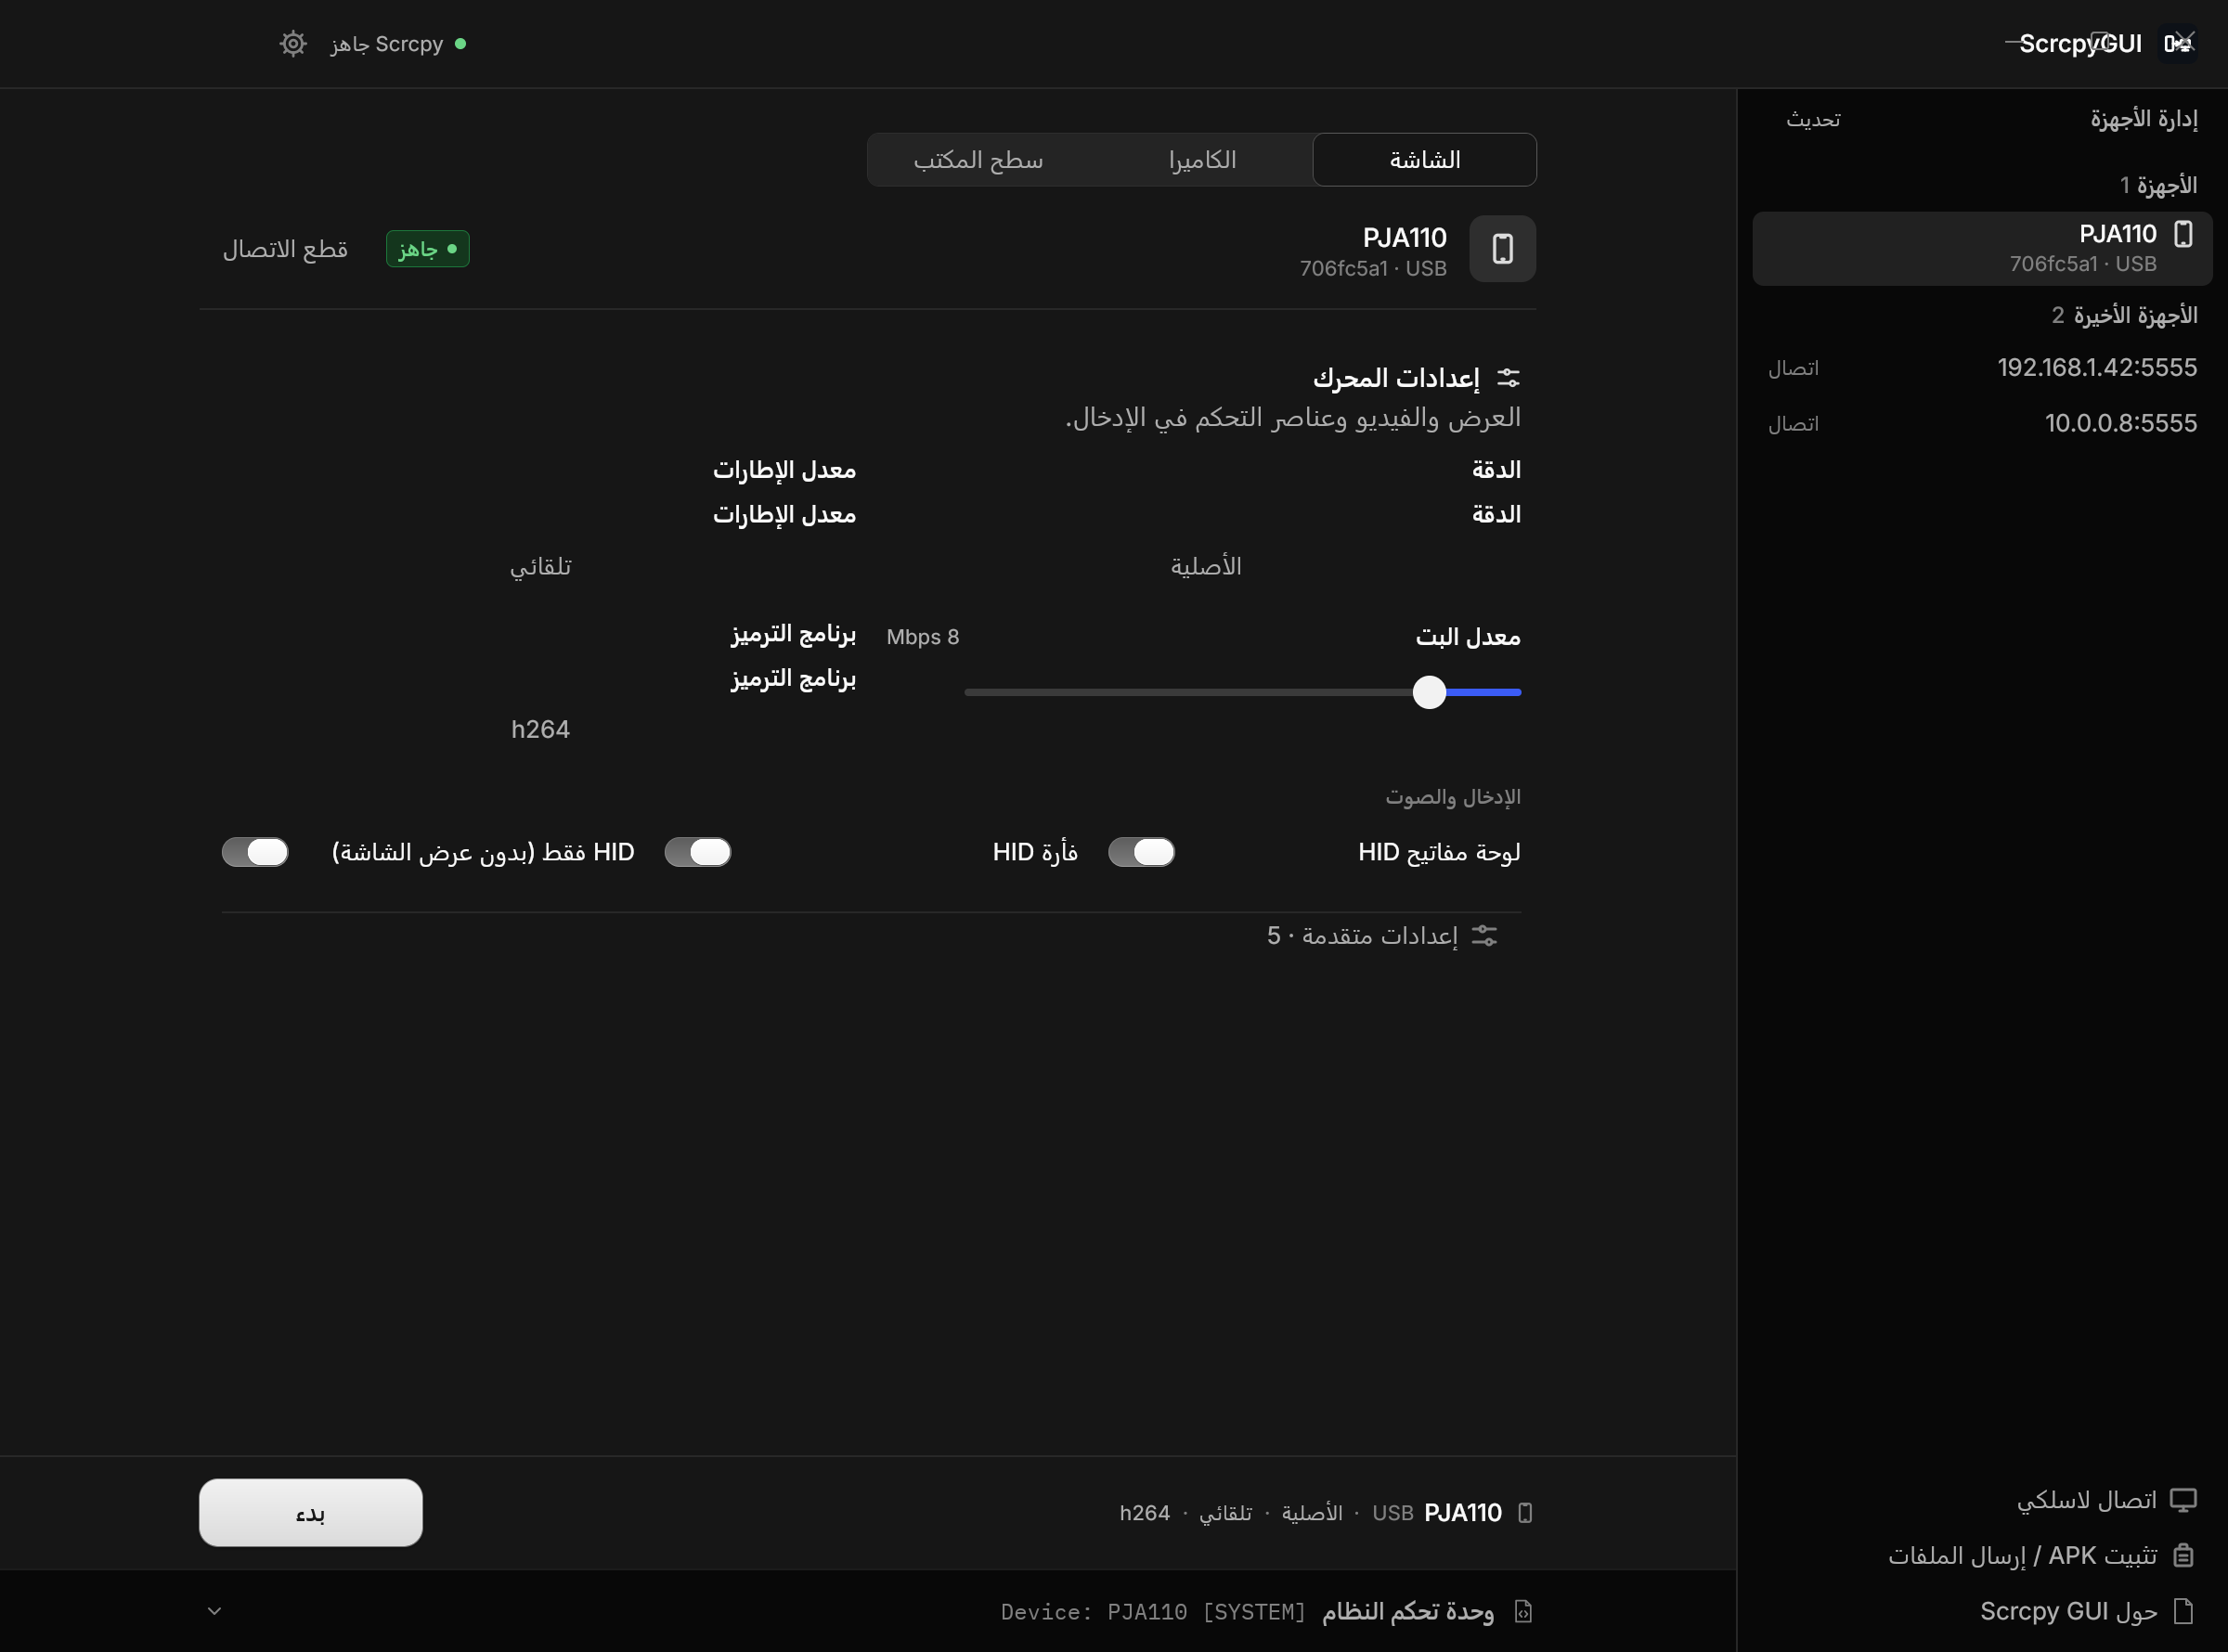 ScrcpyGUI
Scrcpy جاهز
إدارة الأجهزة
تحديث
الأجهزة 1
PJA110
706fc5a1 · USB
الأجهزة الأخيرة 2
192.168.1.42:5555
اتصال
10.0.0.8:5555
اتصال
اتصال لاسلكي
تثبيت APK / إرسال الملفات
حول Scrcpy GUI
الشاشة
الكاميرا
سطح المكتب
PJA110
706fc5a1 · USB
جاهز
قطع الاتصال
إعدادات المحرك
العرض والفيديو وعناصر التحكم في الإدخال.
الدقة
معدل الإطارات
الدقة
معدل الإطارات
الأصلية
تلقائي
معدل البت
8 Mbps
برنامج الترميز
برنامج الترميز
h264
الإدخال والصوت
لوحة مفاتيح HID
فأرة HID
HID فقط (بدون عرض الشاشة)
إعدادات متقدمة · 5
PJA110 USB · الأصلية · تلقائي · h264
بدء
وحدة تحكم النظام
Device: PJA110 [SYSTEM]